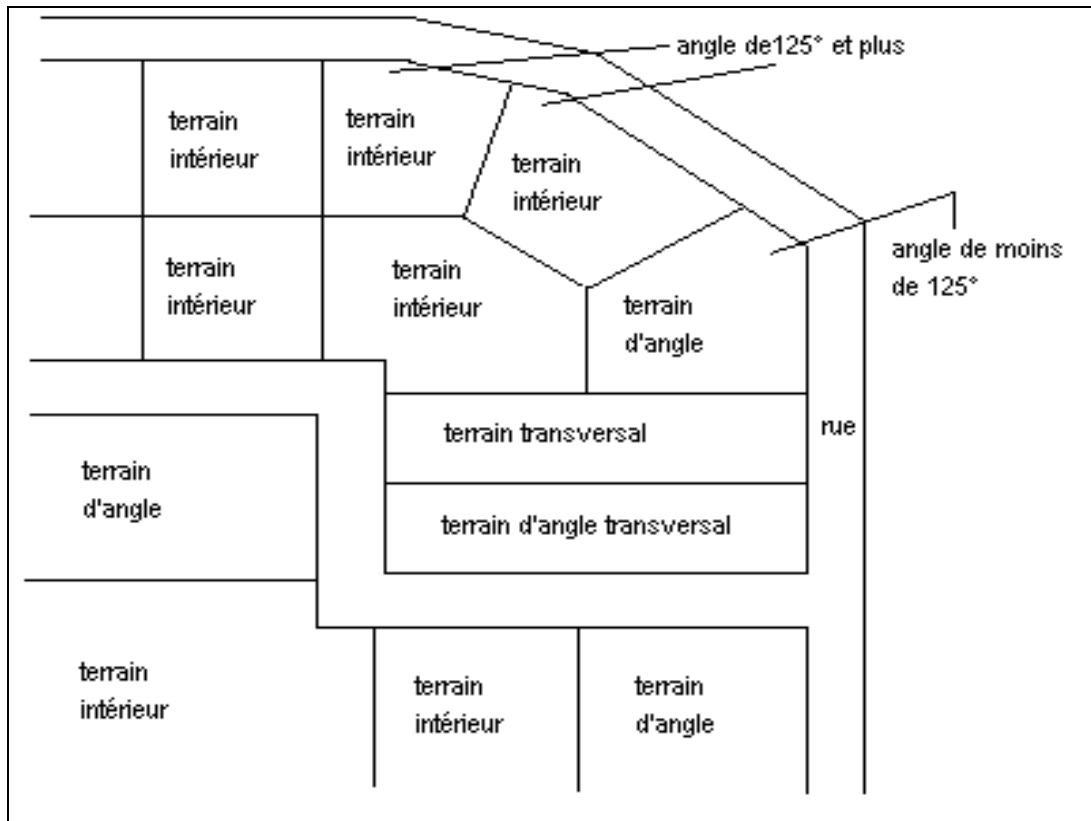 angle de125° et plus
terrain
intérieur
terrain
intérieur
terrain
intérieur
angle de moins
de 125°
terrain
intérieur
terrain
intérieur
terrain
d'angle
terrain transversal
rue
terrain
d'angle
terrain d'angle transversal
terrain
intérieur
terrain
intérieur
terrain
d'angle